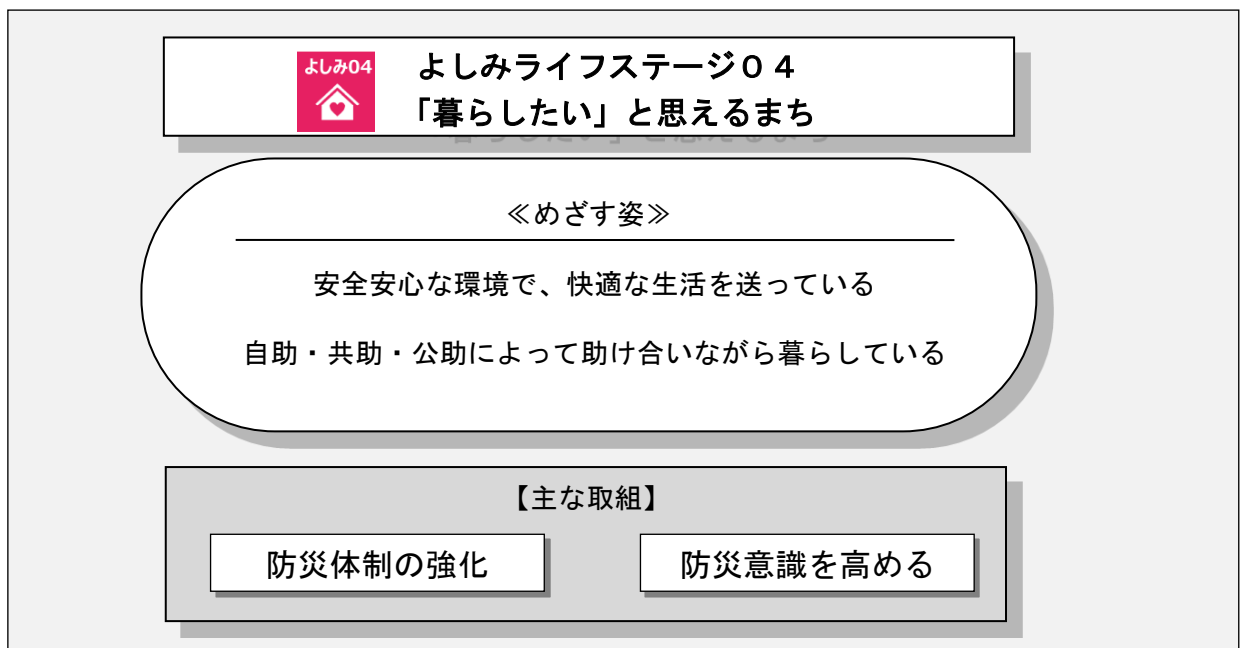 よしみ04
よしみライフステージ０４
「暮らしたい」と思えるまち
≪めざす姿≫
安全安心な環境で、快適な生活を送っている
自助・共助・公助によって助け合いながら暮らしている
【主な取組】
防災体制の強化
防災意識を高める